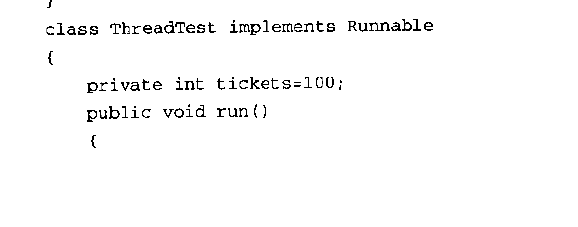 }
class ThreadTest implements Runnable
{
private int tickets=100;
public void run()
{